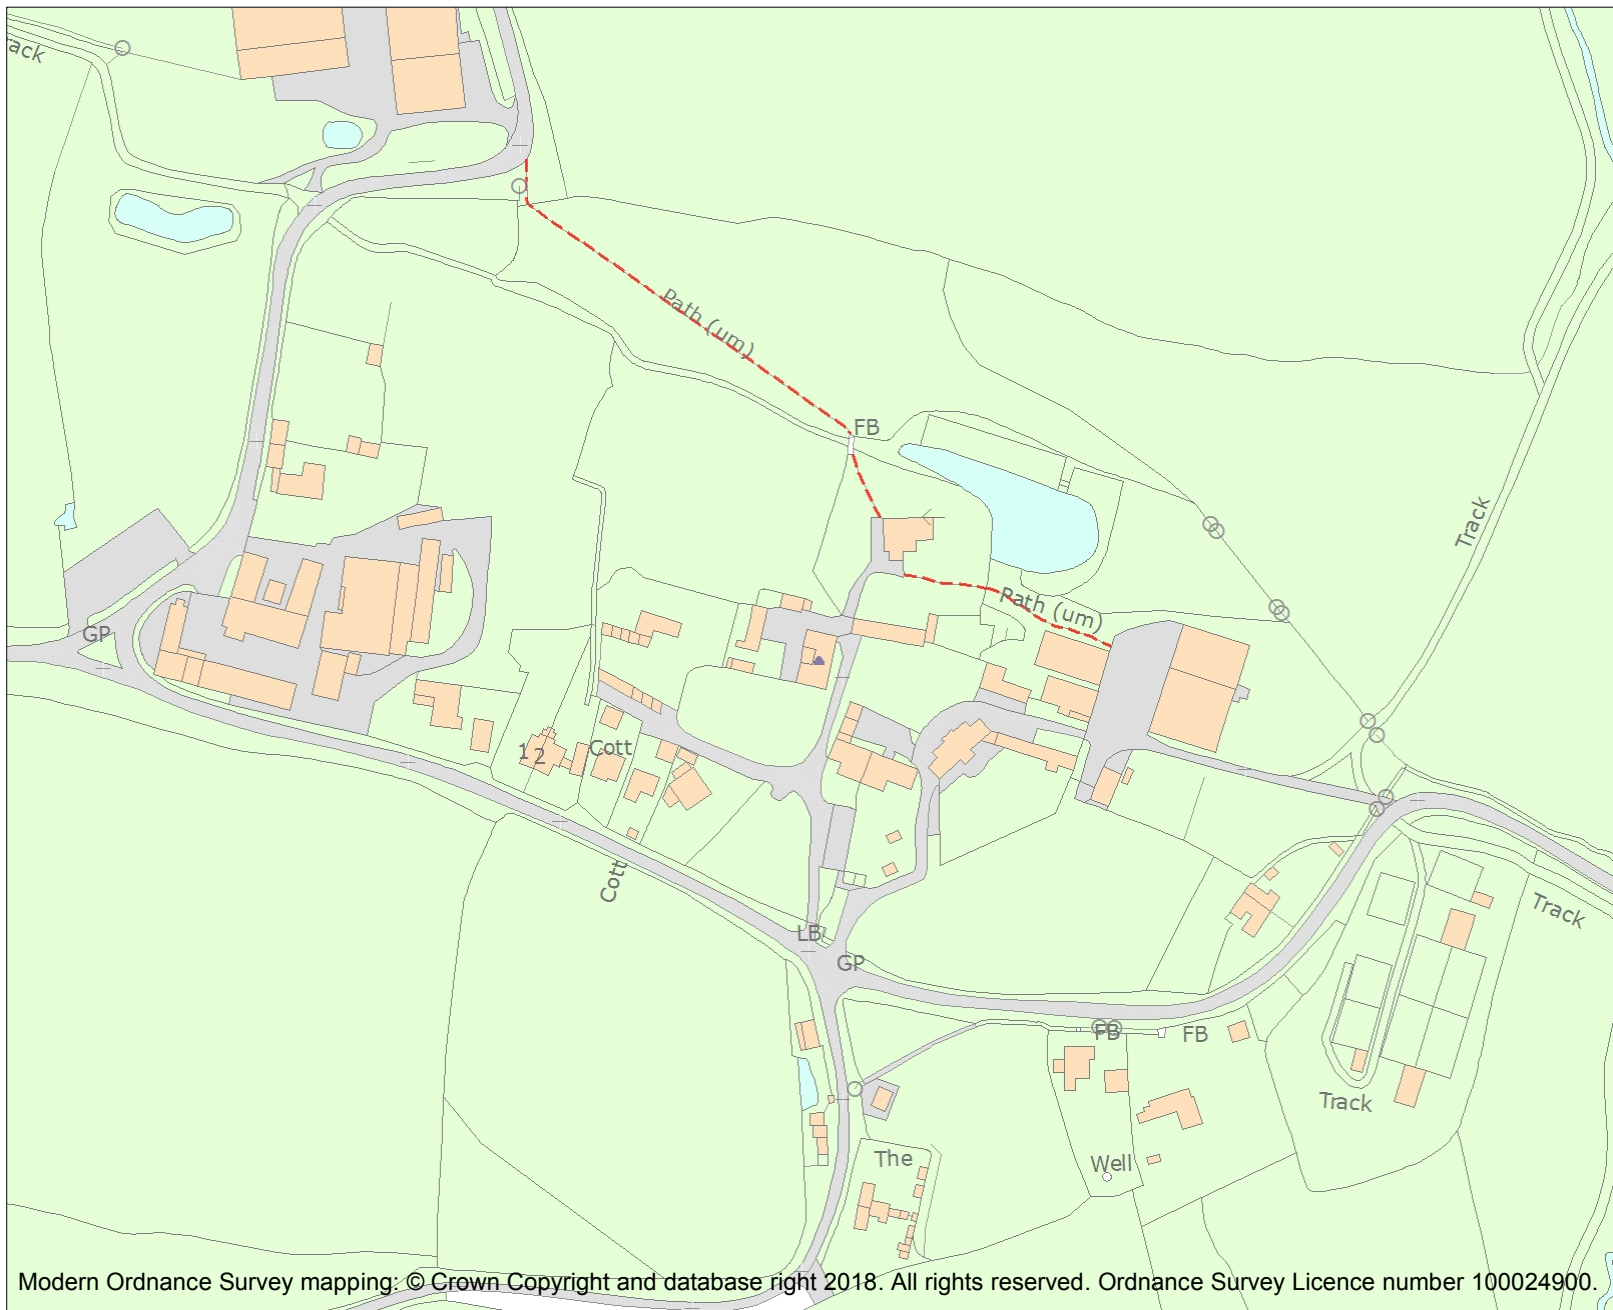 ack
Path (um)
FB
Track
Path (um)
GP
1
2
Cott
Cott
Track
LB
GP
FB
FB
Track
The
Well
Modern Ordnance Survey mapping: © Crown Copyright and database right 2018. All rights reserved. Ordnance Survey Licence number 100024900.